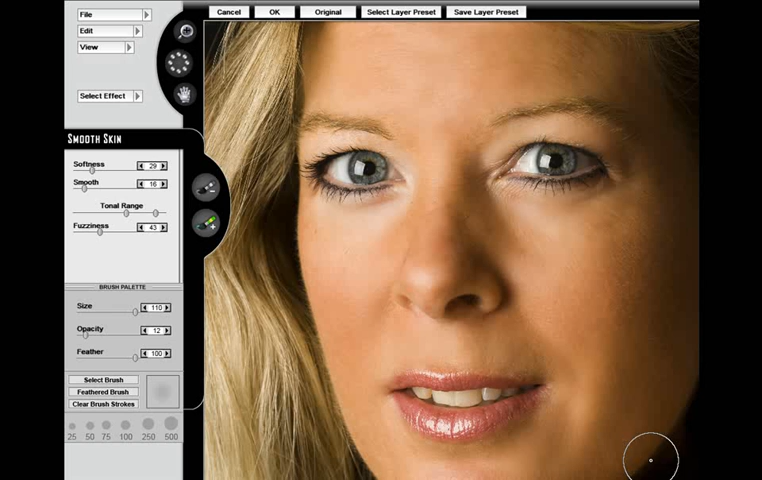 File
Edit
View
Select Effect
Cancel
OK
Original
Select Layer Preset
Save Layer Preset
SMOOTH SKIN
Softness 29
Smooth 16
Tonal Range
Fuzziness 43
BRUSH PALETTE
Size 110
Opacity 12
Feather 100
Select Brush
Feathered Brush
Clear Brush Strokes
25 50 75 100 250 500